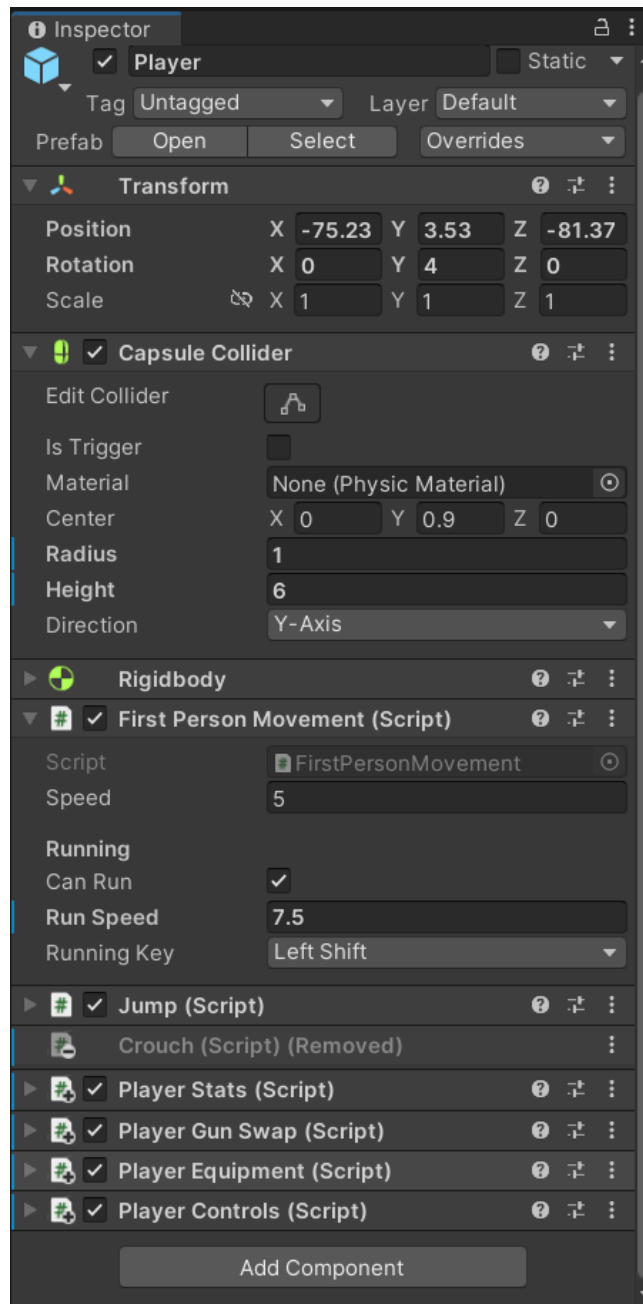 Inspector
Player Static
Tag Untagged Layer Default
Prefab Open Select Overrides
Transform
Position X -75.23 Y 3.53 Z -81.37
Rotation X 0 Y 4 Z 0
Scale X 1 Y 1 Z 1
Capsule Collider
Edit Collider
Is Trigger
Material None (Physic Material)
Center X 0 Y 0.9 Z 0
Radius 1
Height 6
Direction Y-Axis
Rigidbody
# First Person Movement (Script)
Script # FirstPersonMovement
Speed 5
Running
Can Run
Run Speed 7.5
Running Key Left Shift
# Jump (Script)
# Crouch (Script) (Removed)
# Player Stats (Script)
# Player Gun Swap (Script)
# Player Equipment (Script)
# Player Controls (Script)
Add Component